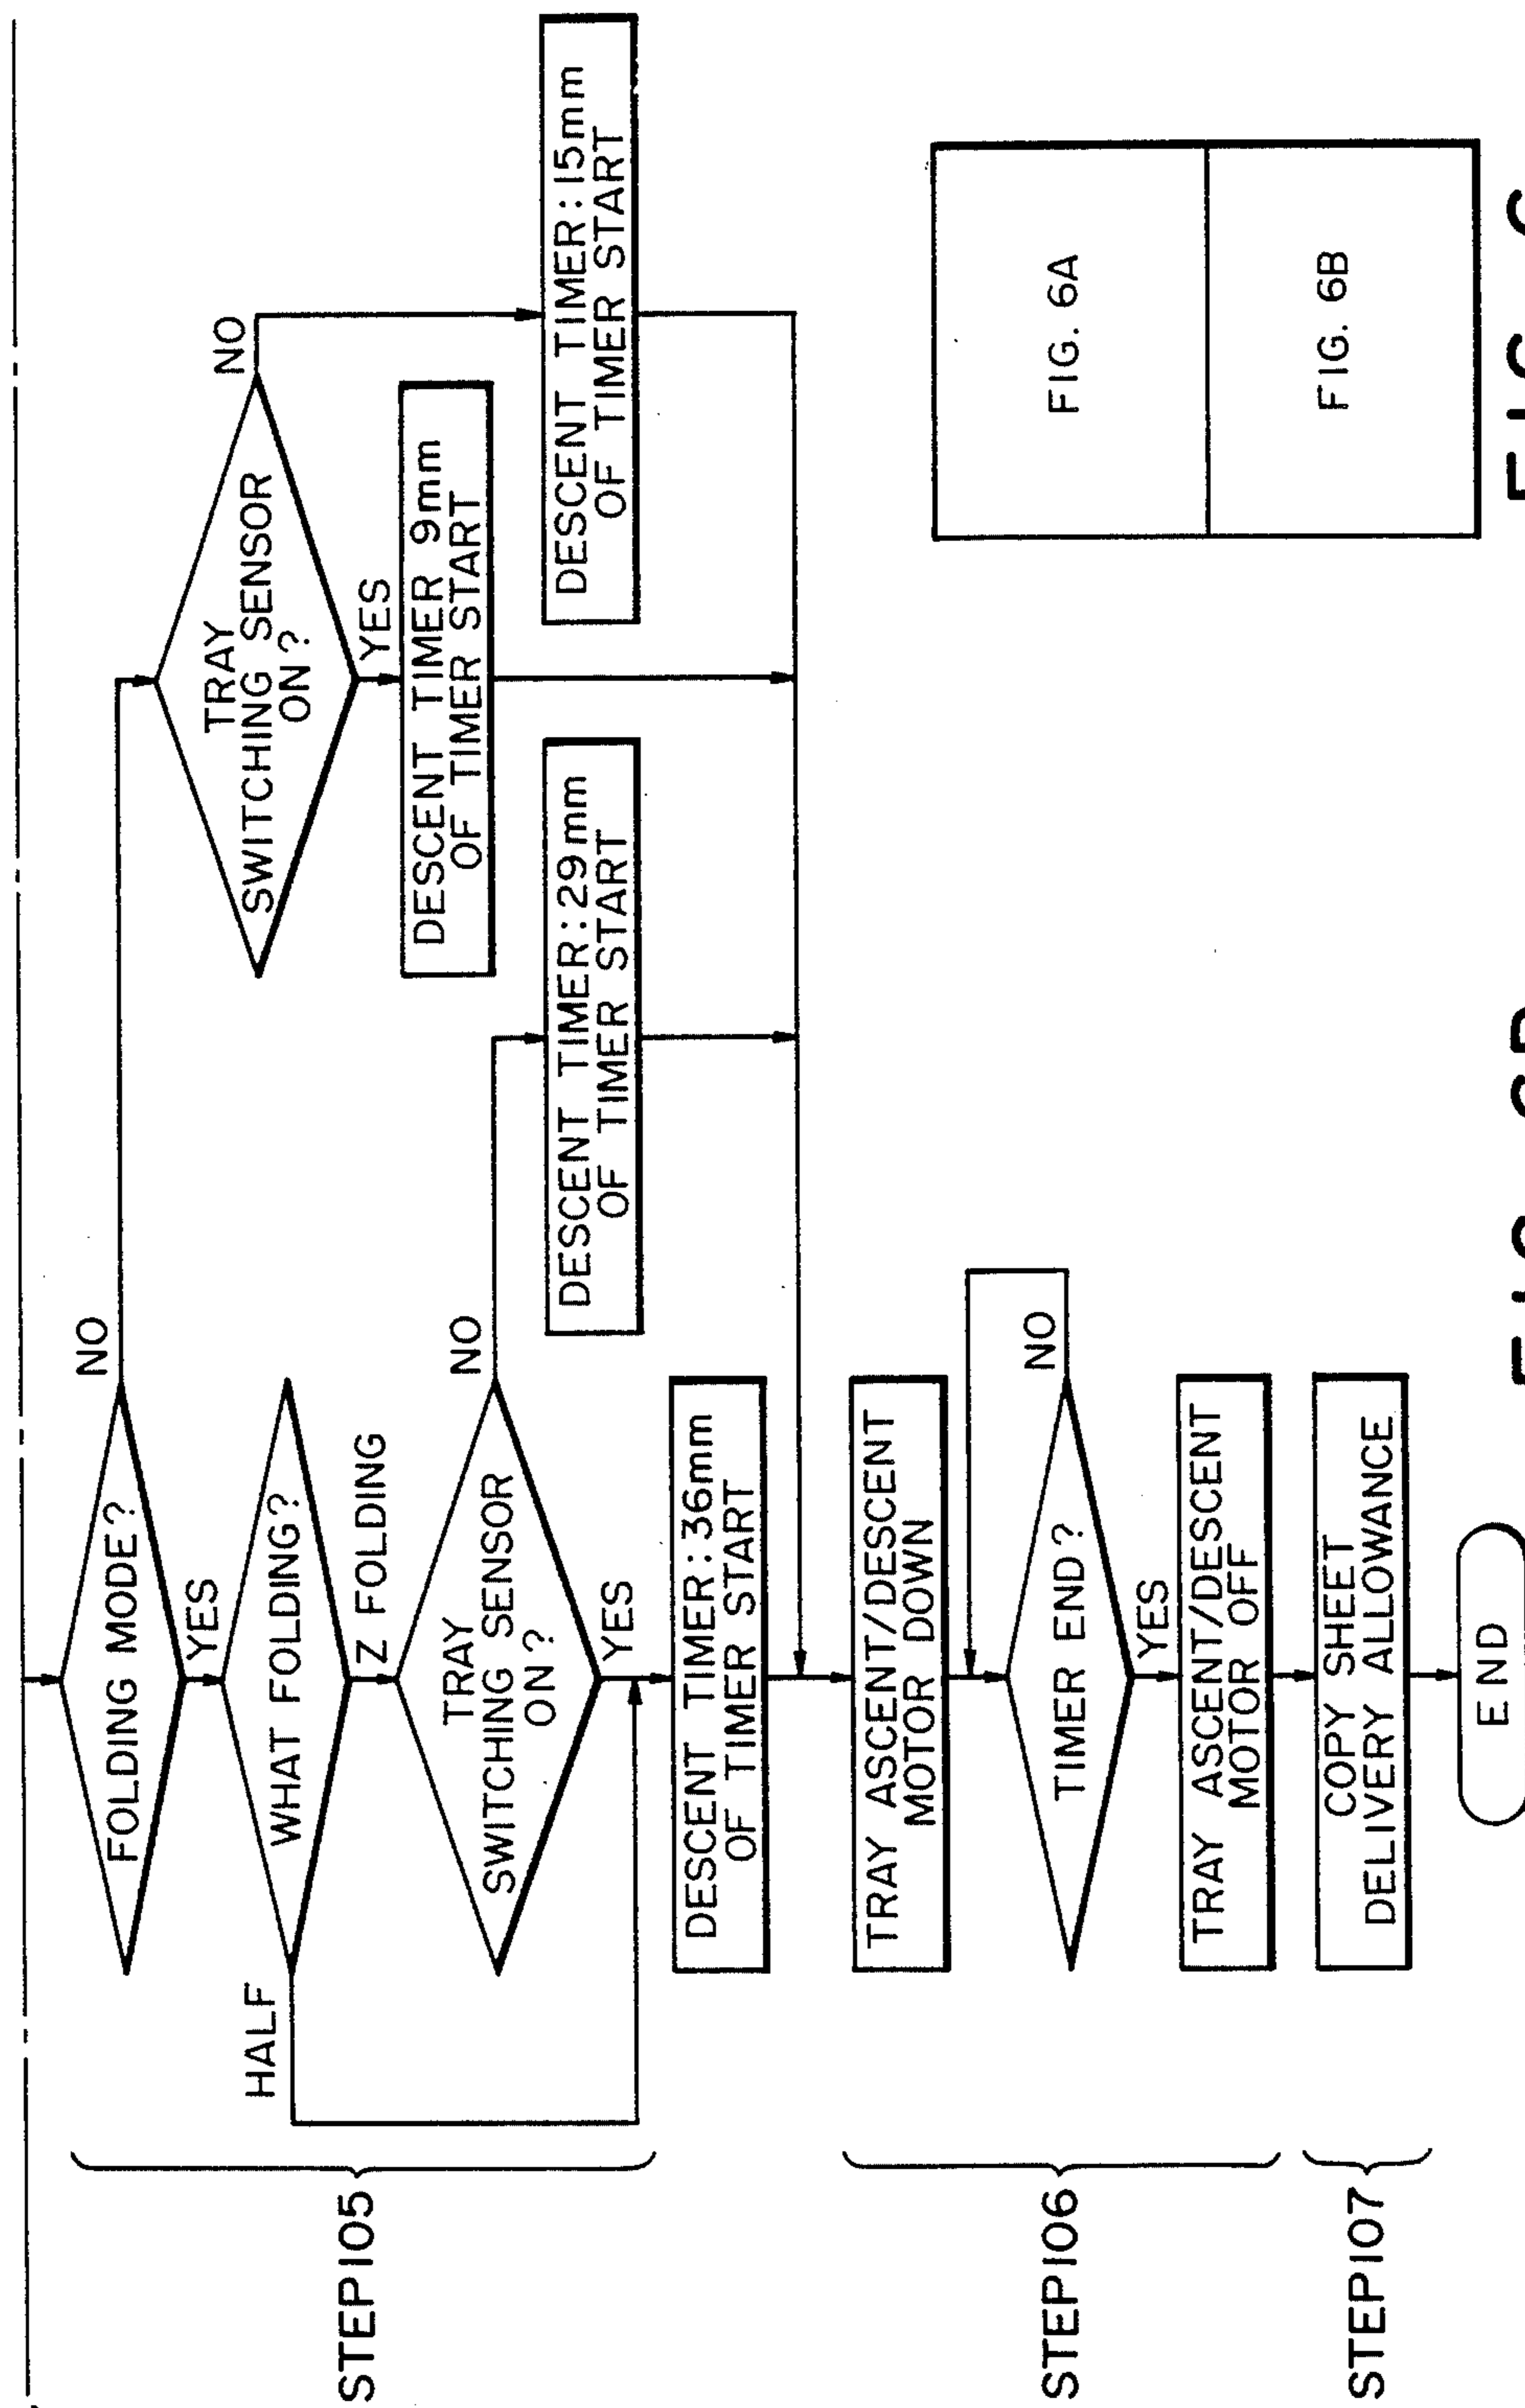 FOLDING MODE?
NO
YES
WHAT FOLDING?
HALF
Z FOLDING
TRAY
SWITCHING SENSOR
ON?
NO
YES
TRAY
SWITCHING SENSOR
ON?
NO
YES
DESCENT TIMER 9mm
OF TIMER START
DESCENT TIMER:15mm
OF TIMER START
DESCENT TIMER:29mm
OF TIMER START
DESCENT TIMER:36mm
OF TIMER START
STEP105
TRAY ASCENT/DESCENT
MOTOR DOWN
TIMER END?
NO
YES
TRAY ASCENT/DESCENT
MOTOR OFF
STEP106
COPY SHEET
DELIVERY ALLOWANCE
STEP107
END
FIG. 6A
FIG. 6B